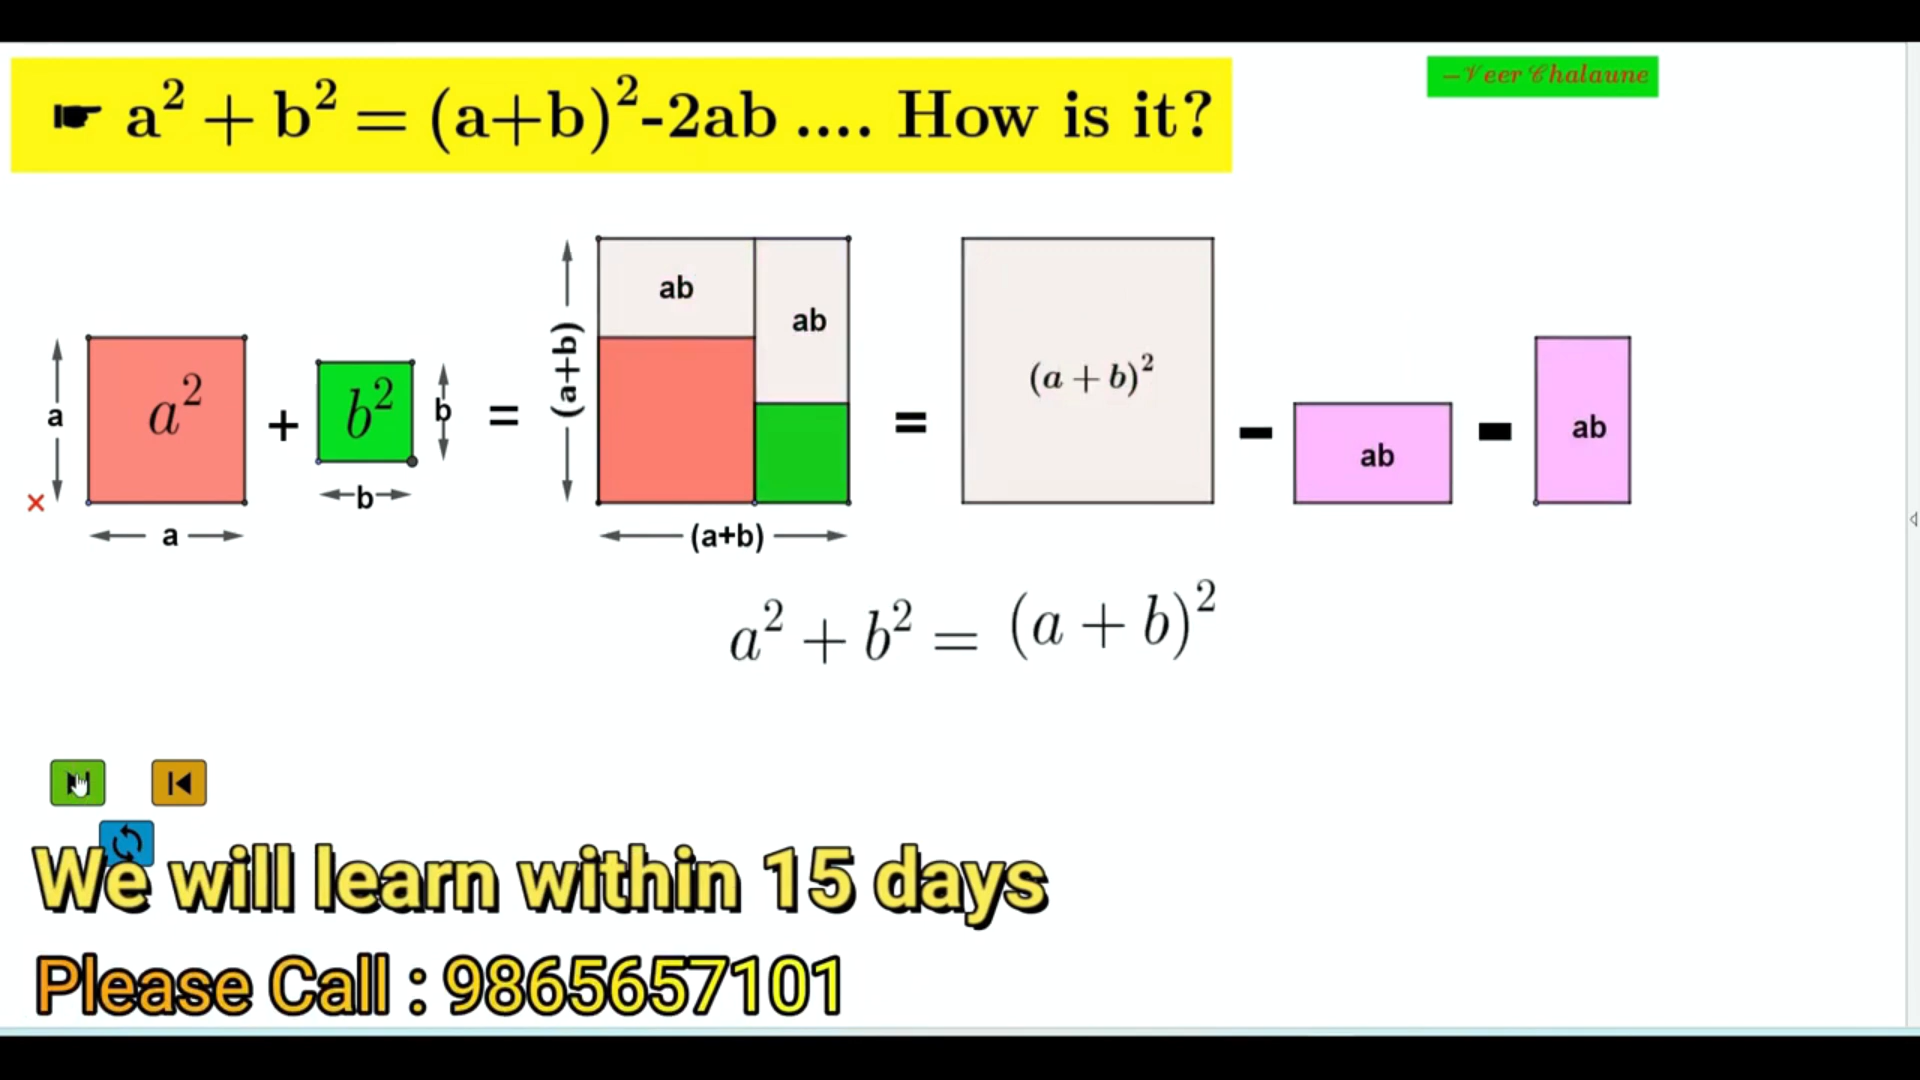 ☛ a² + b² = (a+b)²-2ab .... How is it?
–Veer Chalaune
a
a²
+
b²
b
=
(a+b)
ab
ab
=
(a + b)²
-
ab
-
ab
b
a
(a+b)
a² + b² = (a + b)²
We will learn within 15 days
Please Call : 9865657101